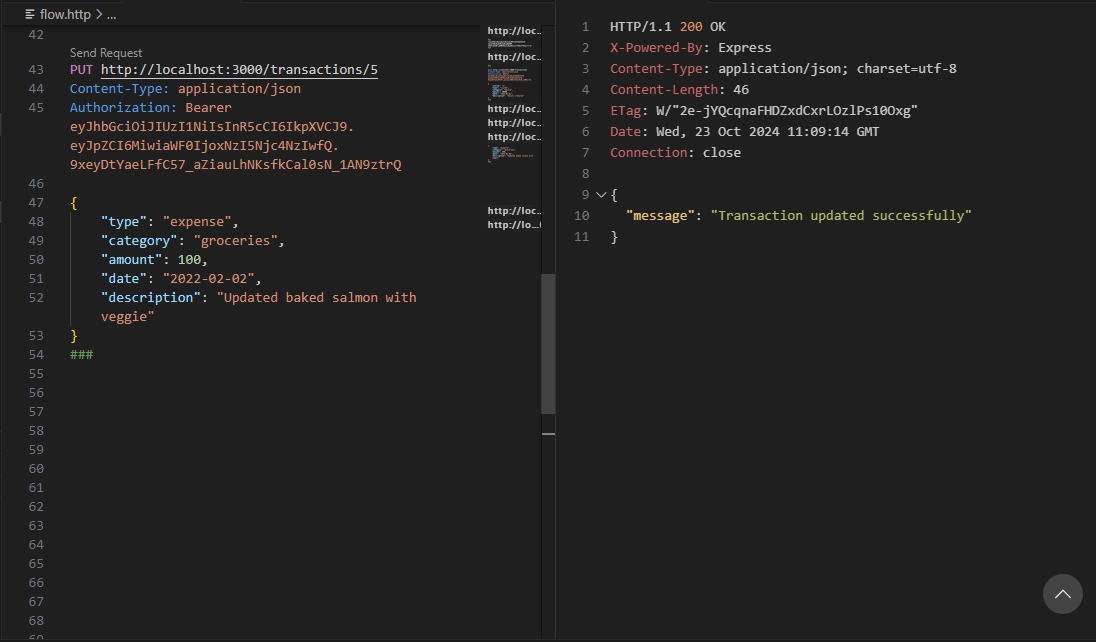 flow.http > ...
42
Send Request
43 PUT http://localhost:3000/transactions/5
44 Content-Type: application/json
45 Authorization: Bearer
eyJhbGciOiJIUzI1NiIsInR5cCI6IkpXVCJ9.
eyJpZCI6MiwiaWF0IjoxNzI5Njc4NzIwfQ.
9xeyDtYaeLFfC57_aZiauLhNKsfkCal0sN_1AN9ztrQ
46
47 {
48 "type": "expense",
49 "category": "groceries",
50 "amount": 100,
51 "date": "2022-02-02",
52 "description": "Updated baked salmon with
veggie"
53 }
54 ###
55
56
57
58
59
60
61
62
63
64
65
66
67
68
69
http://loc...
http://loc...
http://loc...
http://loc...
http://loc...
http://loc...
http://lo...
1 HTTP/1.1 200 OK
2 X-Powered-By: Express
3 Content-Type: application/json; charset=utf-8
4 Content-Length: 46
5 ETag: W/"2e-jYQcqnaFHDZxdCxrLOzlPs10Oxg"
6 Date: Wed, 23 Oct 2024 11:09:14 GMT
7 Connection: close
8
9 {
10 "message": "Transaction updated successfully"
11 }